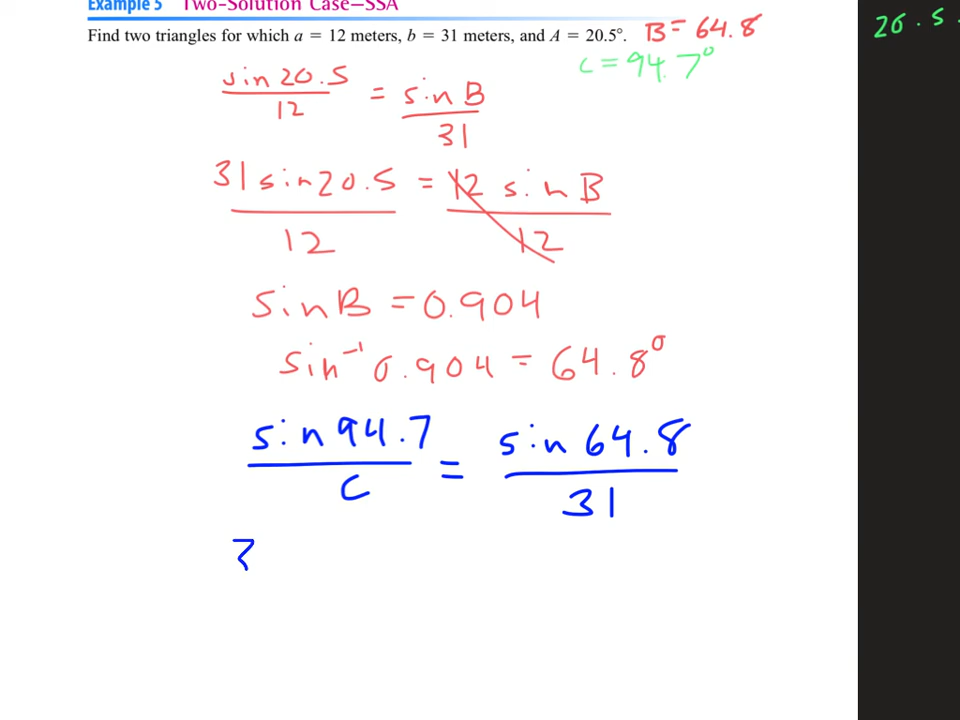 Example 5 Two-Solution Case—SSA
Find two triangles for which a = 12 meters, b = 31 meters, and A = 20.5°. B = 64.8
C = 94.7°
20.5°
sin 20.5 / 12 = sin B / 31
31 sin 20.5 / 12 = 12 sin B / 12
sin B = 0.904
sin⁻¹ 0.904 = 64.8°
sin 94.7 / c = sin 64.8 / 31
3